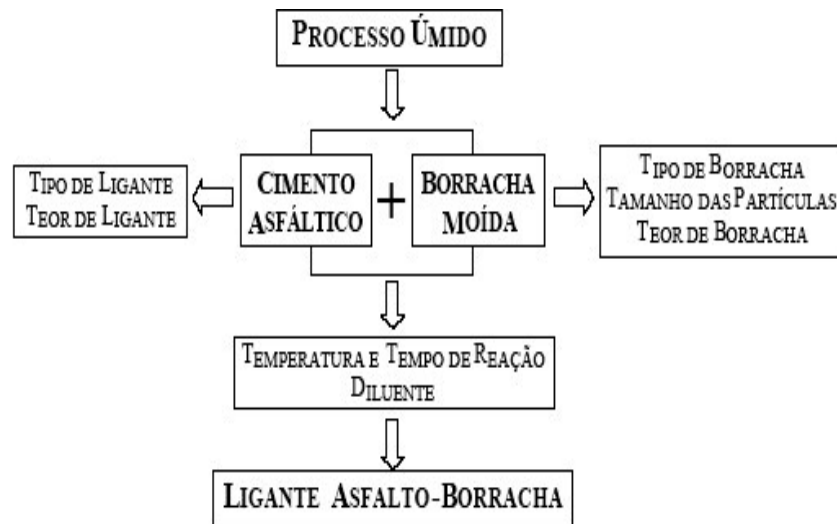 PROCESSO ÚMIDO
TIPO DE LIGANTE
TEOR DE LIGANTE
CIMENTO
ASFÁLTICO
+
BORRACHA
MOÍDA
TIPO DE BORRACHA
TAMANHO DAS PARTÍCULAS
TEOR DE BORRACHA
TEMPERATURA E TEMPO DE REAÇÃO
DILUENTE
LIGANTE ASFALTO-BORRACHA